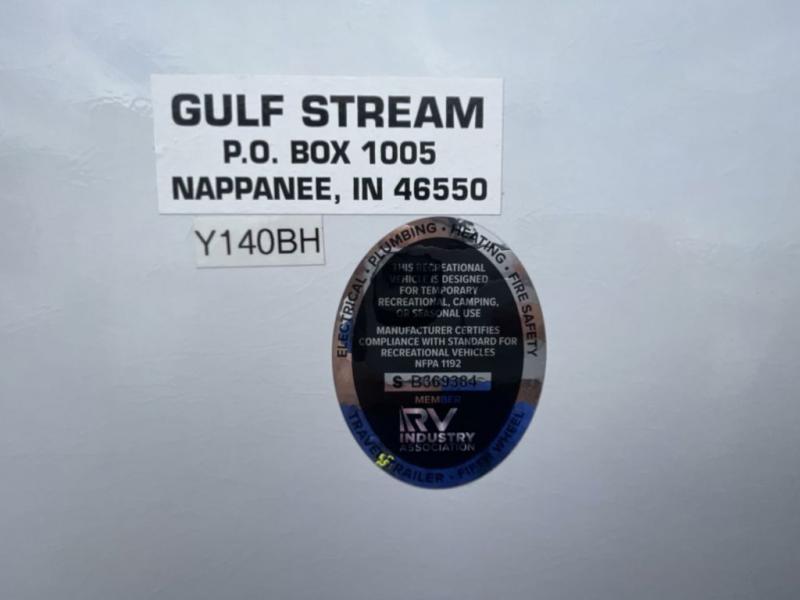 GULF STREAM
P.O. BOX 1005
NAPPANEE, IN 46550
Y140BH
ELECTRICAL • PLUMBING • HEATING • FIRE SAFETY
THIS RECREATIONAL
VEHICLE IS DESIGNED
FOR TEMPORARY
RECREATIONAL, CAMPING,
OR SEASONAL USE
MANUFACTURER CERTIFIES
COMPLIANCE WITH STANDARD FOR
RECREATIONAL VEHICLES
NFPA 1192
S B369384
MEMBER
RV
INDUSTRY
ASSOCIATION
TRAVEL TRAILER • FIFTH WHEEL